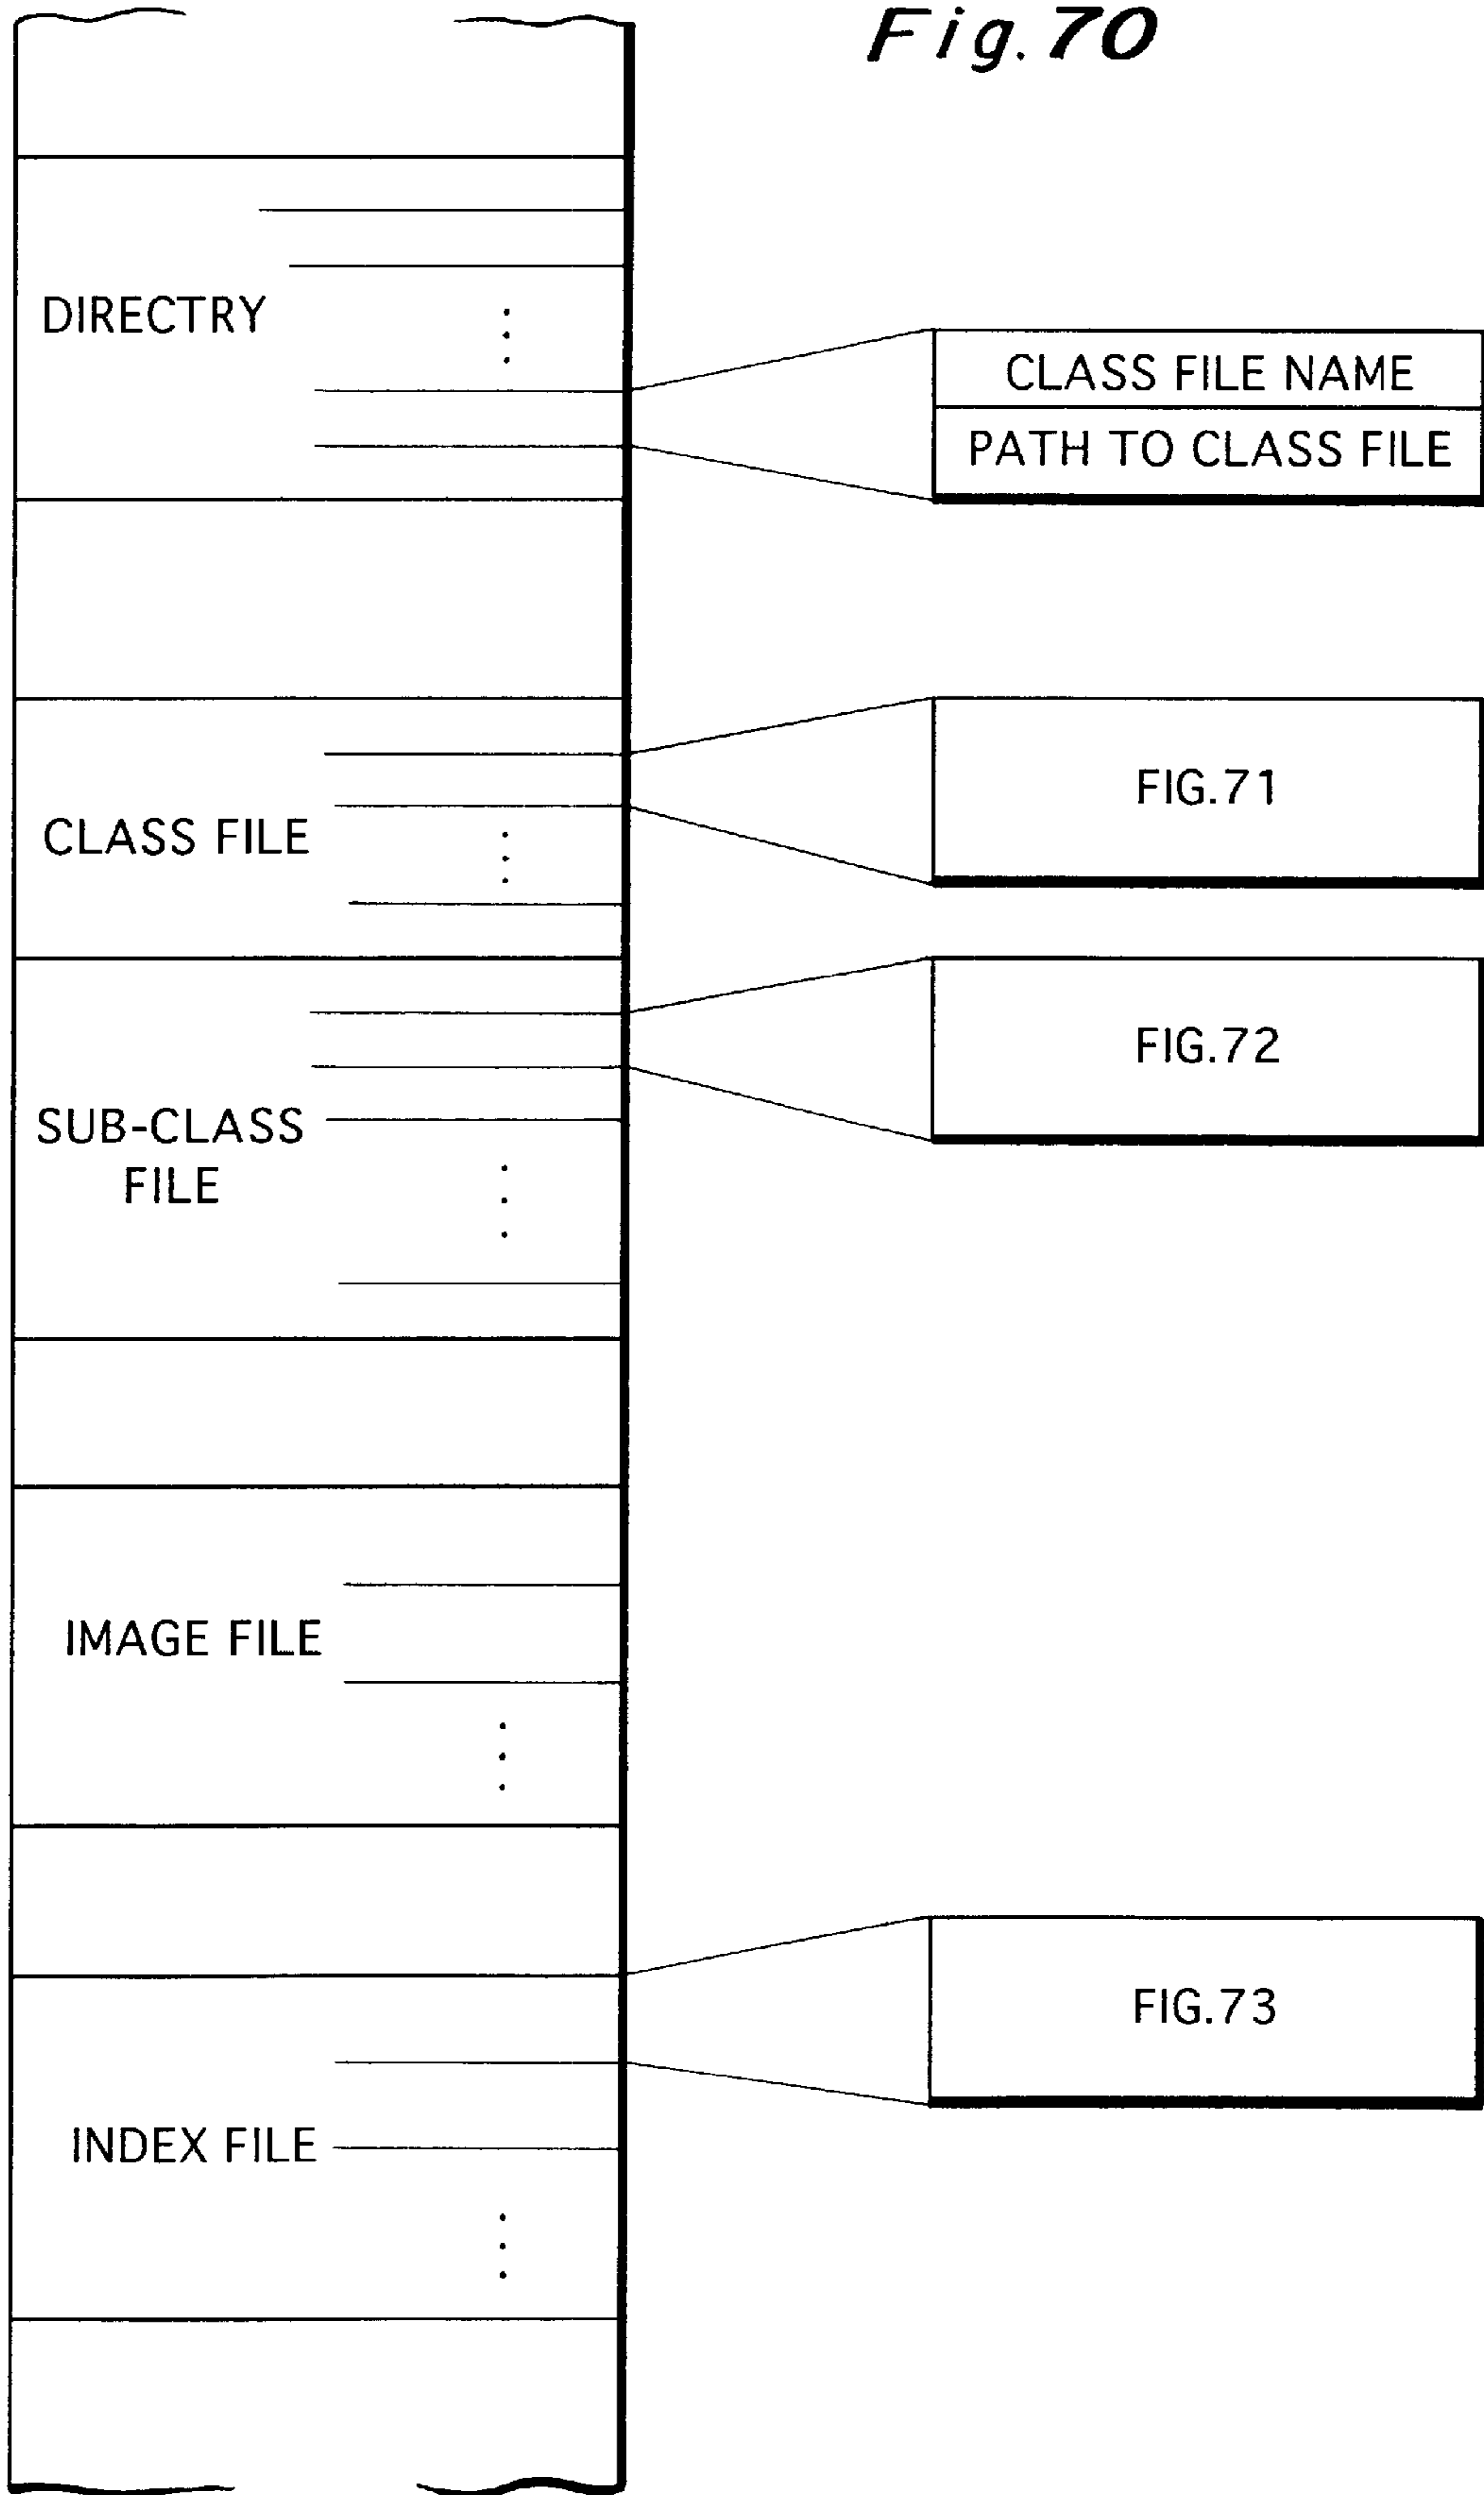 Fig. 70
DIRECTRY
CLASS FILE NAME
PATH TO CLASS FILE
CLASS FILE
FIG.71
SUB-CLASS
FILE
FIG.72
IMAGE FILE
INDEX FILE
FIG.73